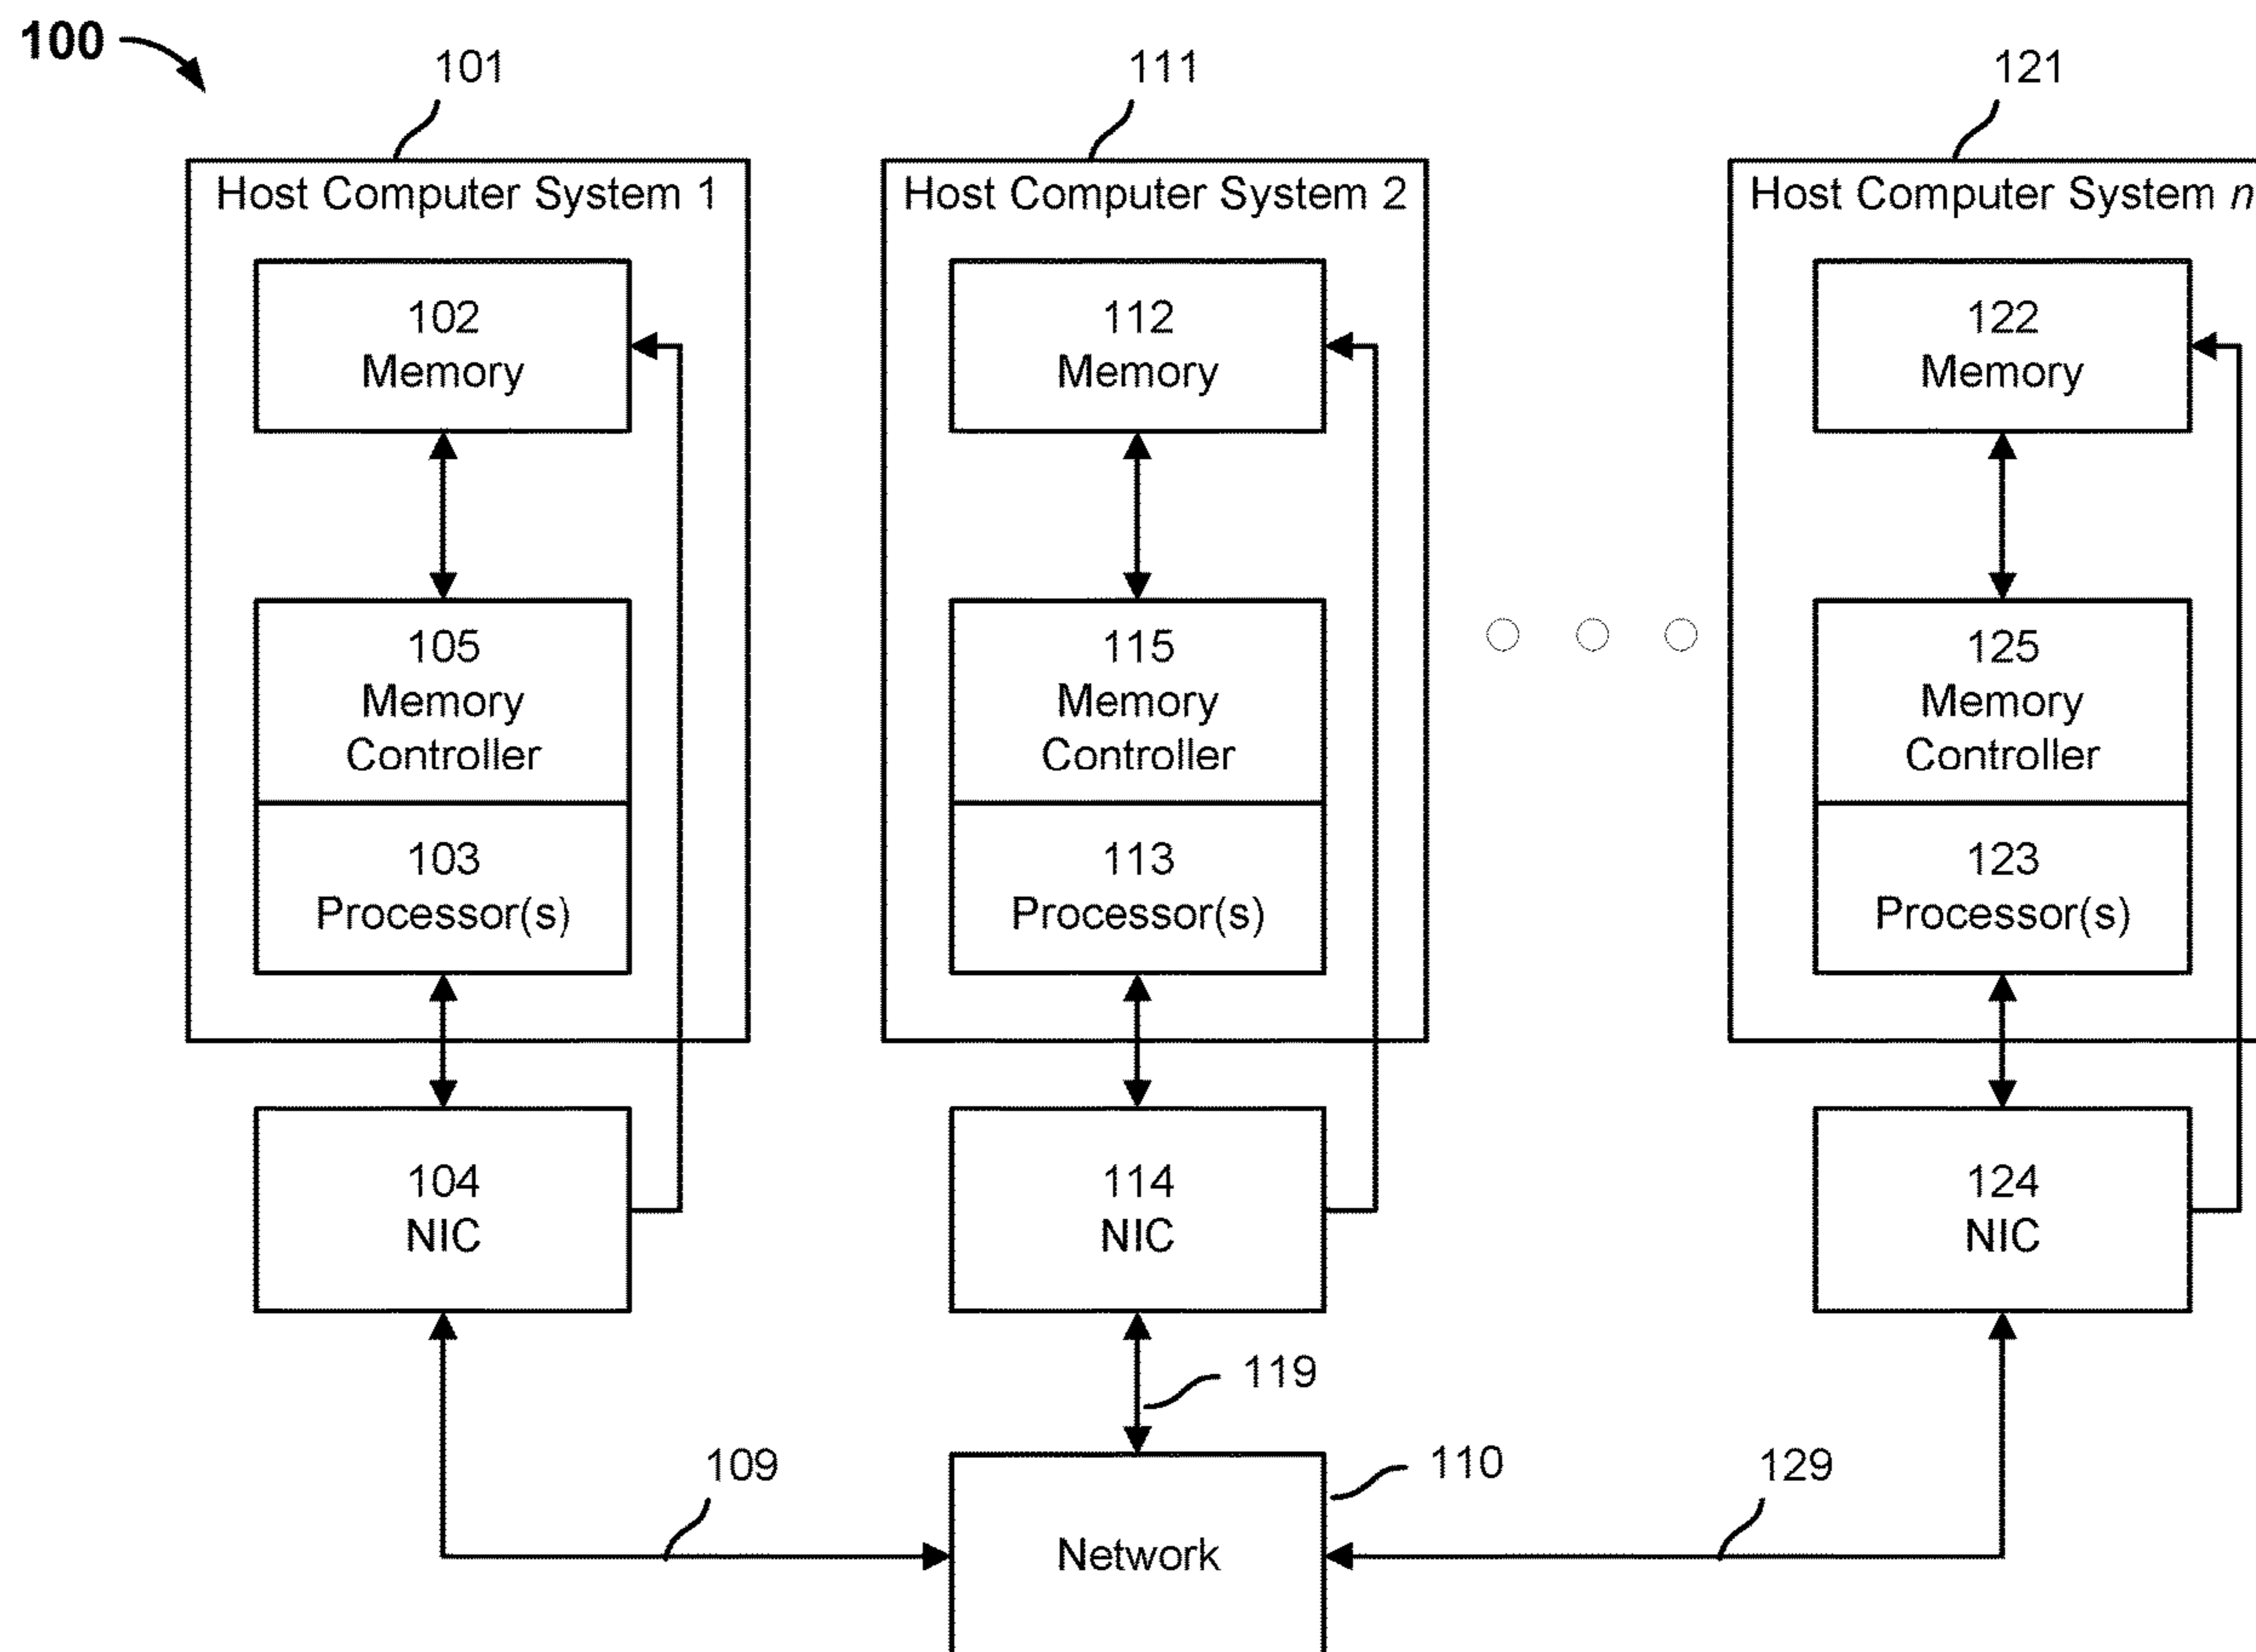 100
101
111
121
Host Computer System 1
Host Computer System 2
Host Computer System n
102
Memory
112
Memory
122
Memory
105
Memory
Controller
115
Memory
Controller
125
Memory
Controller
103
Processor(s)
113
Processor(s)
123
Processor(s)
104
NIC
114
NIC
124
NIC
119
109
110
129
Network